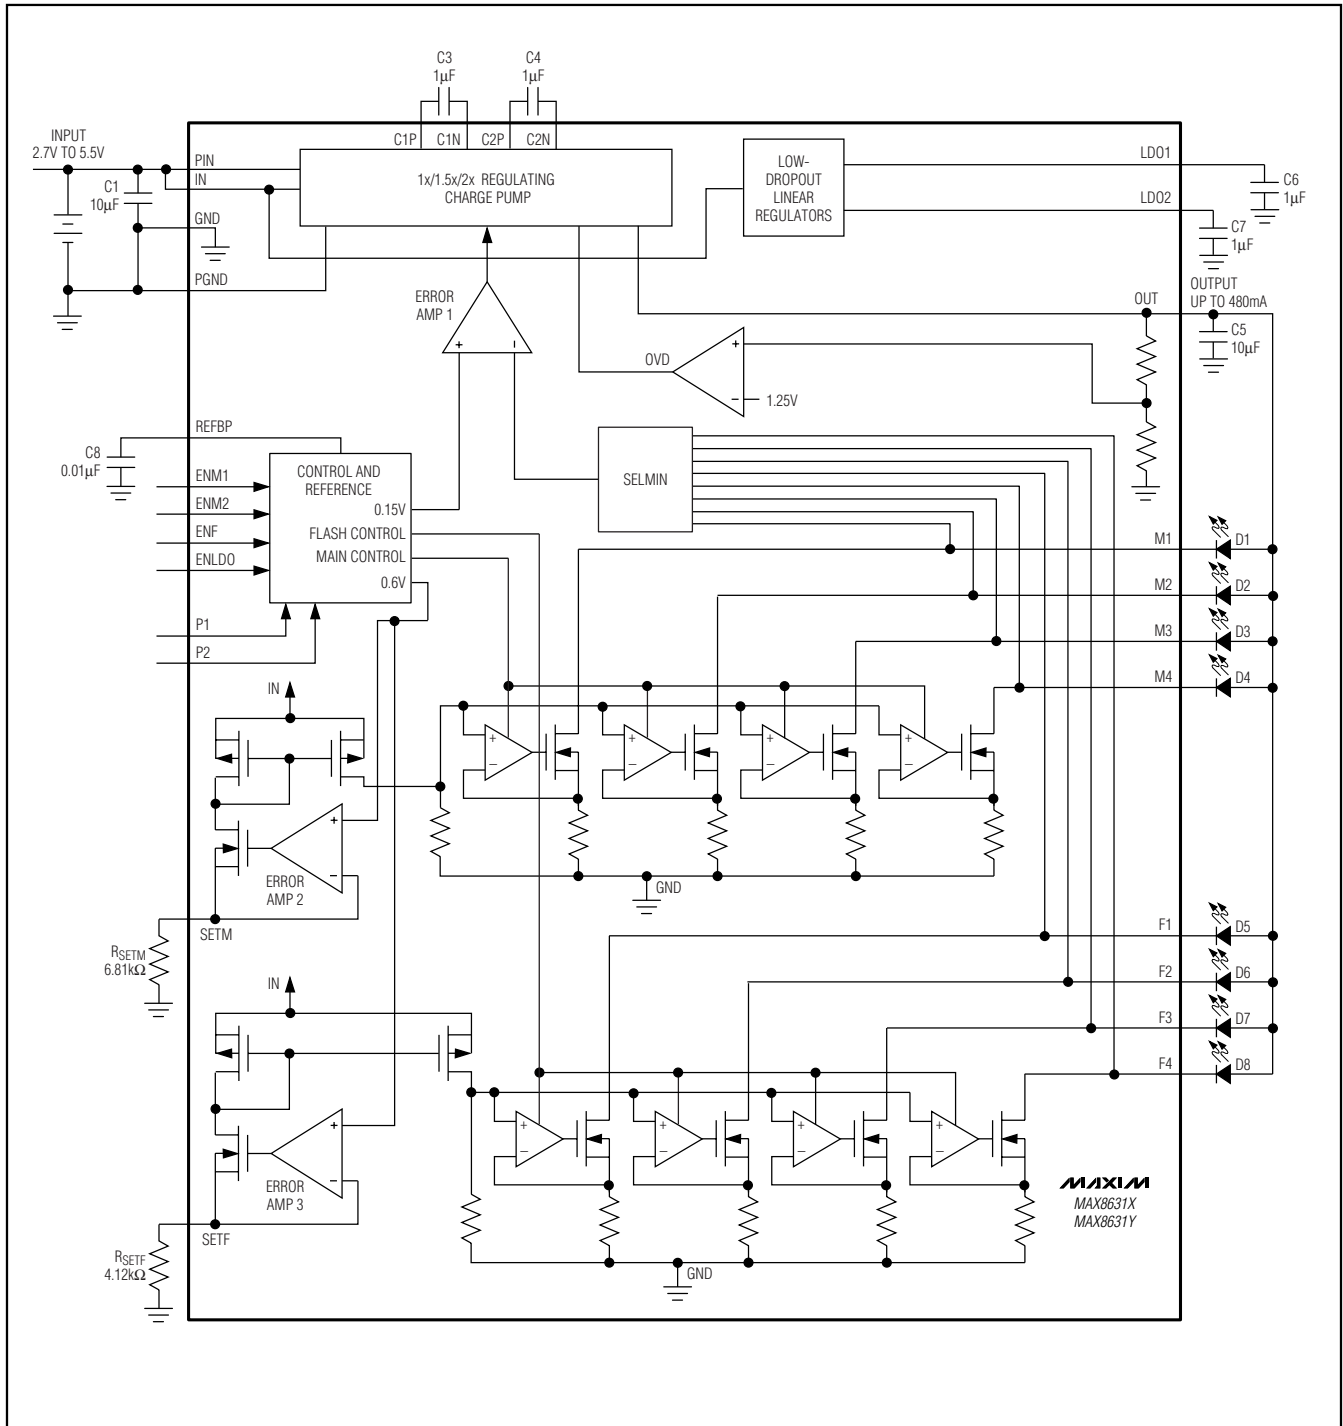 C3
1µF
C4
1µF
INPUT
2.7V TO 5.5V
C1P
C1N
C2P
C2N
PIN
IN
C1
10µF
GND
PGND
1x/1.5x/2x REGULATING
CHARGE PUMP
LOW-
DROPOUT
LINEAR
REGULATORS
LDO1
LDO2
C6
1µF
C7
1µF
OUTPUT
UP TO 480mA
OUT
C5
10µF
ERROR
AMP 1
+
–
OVD
+
–
1.25V
REFBP
C8
0.01µF
ENM1
ENM2
ENF
ENLDO
P1
P2
CONTROL AND
REFERENCE
0.15V
FLASH CONTROL
MAIN CONTROL
0.6V
SELMIN
M1
D1
M2
D2
M3
D3
M4
D4
IN
+
–
+
–
+
–
+
–
+
–
ERROR
AMP 2
GND
SETM
RSETM
6.81kΩ
F1
D5
F2
D6
F3
D7
F4
D8
IN
+
–
+
–
+
–
+
–
+
–
ERROR
AMP 3
SETF
RSETF
4.12kΩ
GND
MAXIM
MAX8631X
MAX8631Y